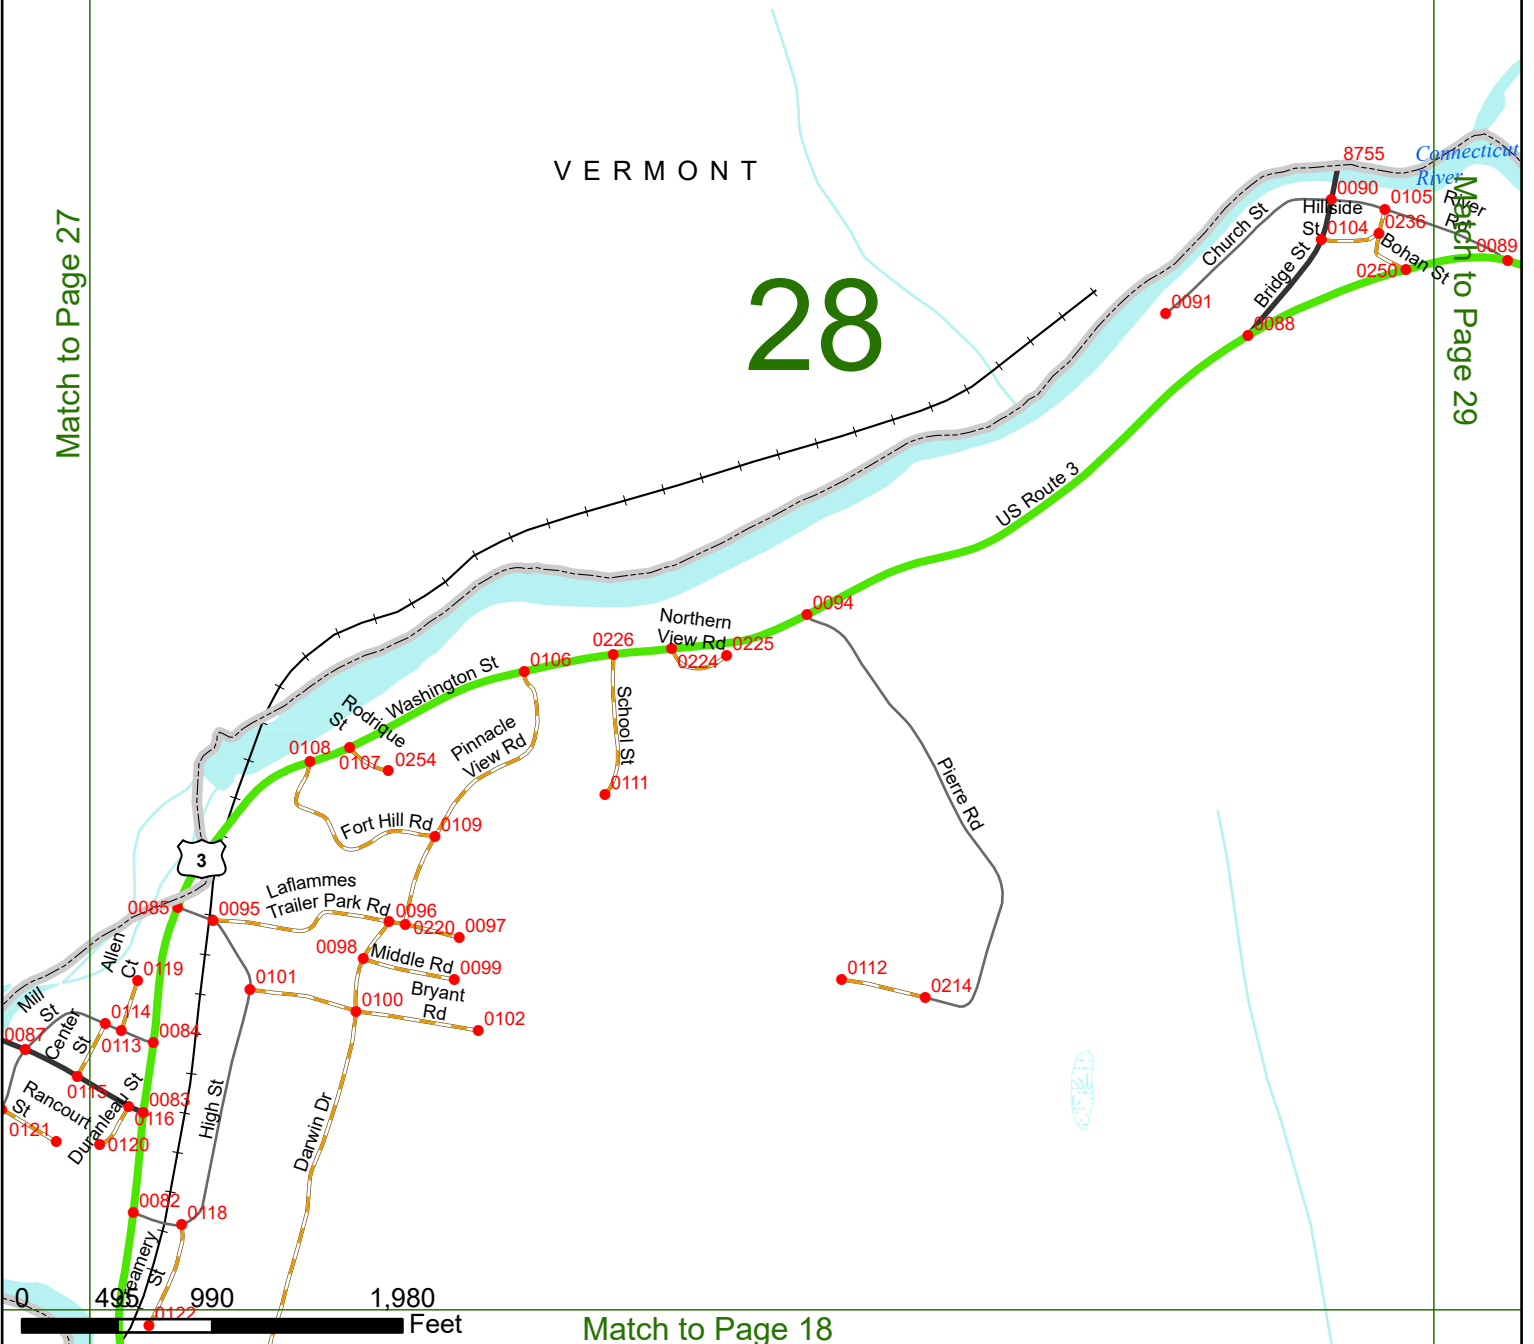 VERMONT
28
Match to Page 27
Match to Page 29
Match to Page 18
Connecticut
River
8755
0090
0105
River
Rd
Hillside
St
0104
0236
0089
Bohan St
0250
Church St
Bridge St
0091
0088
US Route 3
0094
Northern
View Rd
0226
0225
0224
0106
Washington St
Rodrique
St
School St
Pinnacle
View Rd
0108
0107
0254
0111
Pierre Rd
Fort Hill Rd
0109
3
Laflammes
Trailer Park Rd
0085
0095
0096
0220
0097
Allen
Ct
0098
Middle Rd
0099
0119
0101
Bryant
Rd
0112
0214
Mill
St
0114
0100
0102
Center
St
0087
0113
0084
0115
Rancourt
St
Duranleau St
0083
0116
High St
Darwin Dr
0121
0120
0082
0118
eamery
St
0122
0
495
990
1,980
Feet